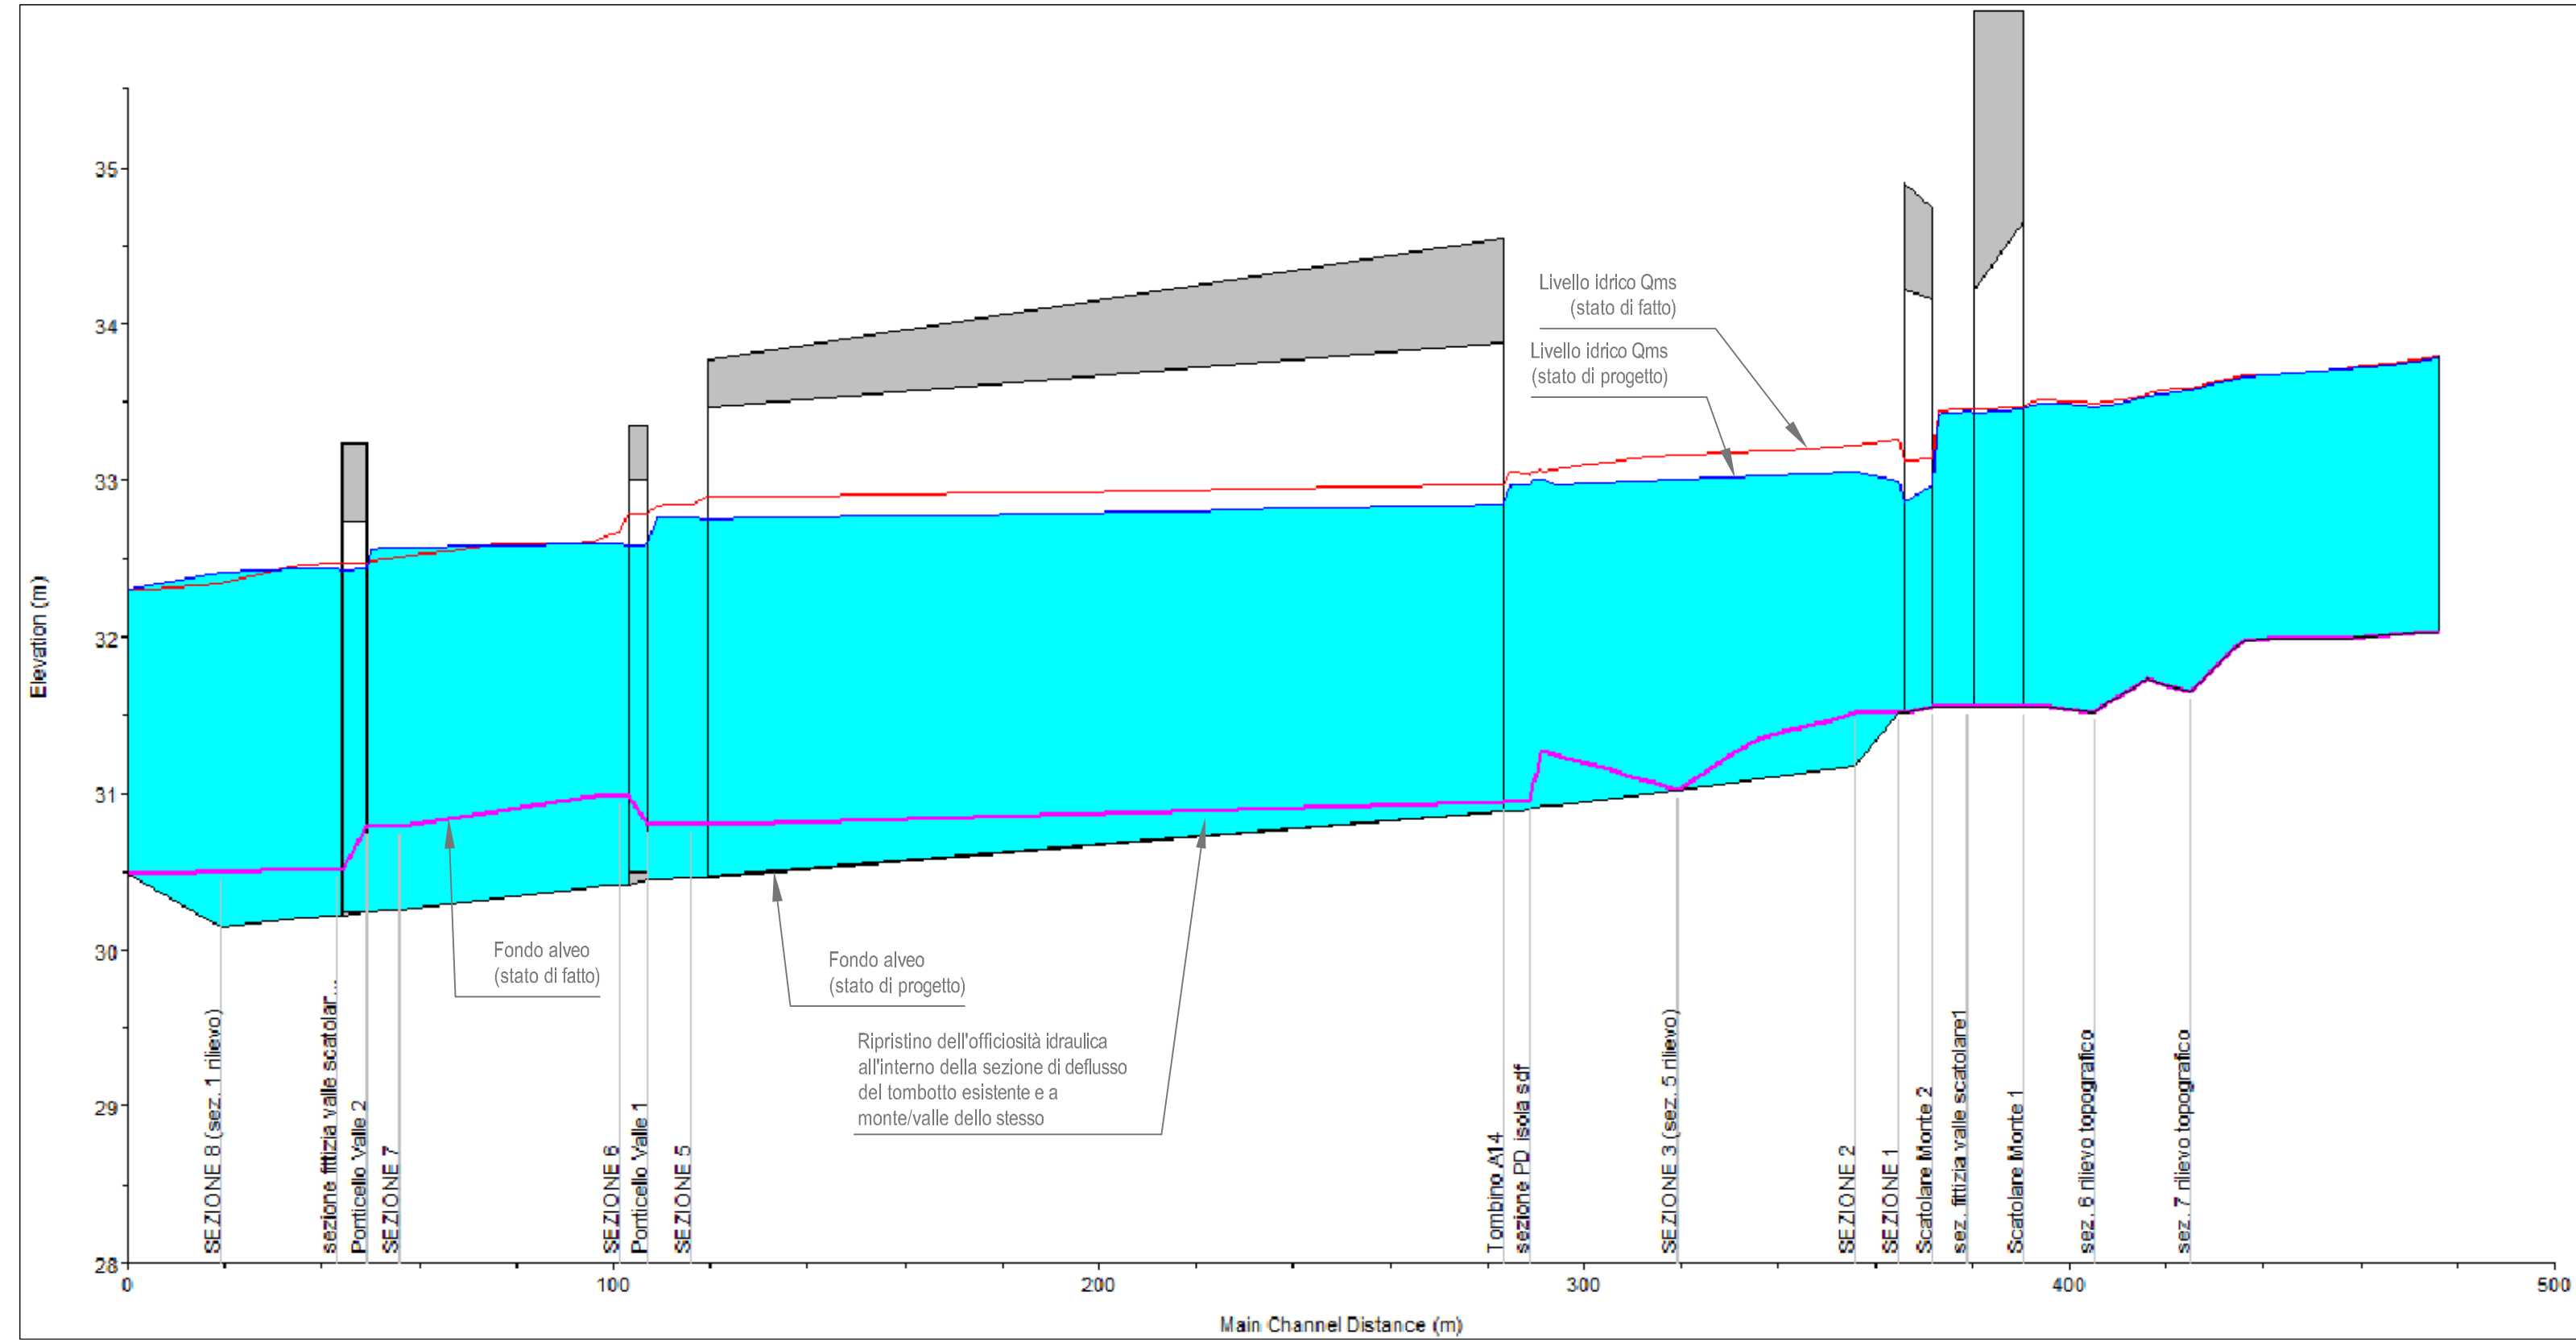 35
34
33
32
31
30
29
28
Elevation (m)
Livello idrico Qms
(stato di fatto)
Livello idrico Qms
(stato di progetto)
Fondo alveo
(stato di fatto)
Fondo alveo
(stato di progetto)
Ripristino dell'officiosità idraulica
all'interno della sezione di deflusso
del tombotto esistente e a
monte/valle dello stesso
SEZIONE 8 (sez. 1 rilievo)
sezione fittizia valle scatolar...
Ponticello Valle 2
SEZIONE 7
SEZIONE 6
Ponticello Valle 1
SEZIONE 5
Tombino A14
sezione PD isola sdf
SEZIONE 3 (sez. 5 rilievo)
SEZIONE 2
SEZIONE 1
Scatolare Monte 2
sez. fittizia valle scatolare1
Scatolare Monte 1
sez. 6 rilievo topografico
sez. 7 rilievo topografico
0
100
200
300
400
500
Main Channel Distance (m)